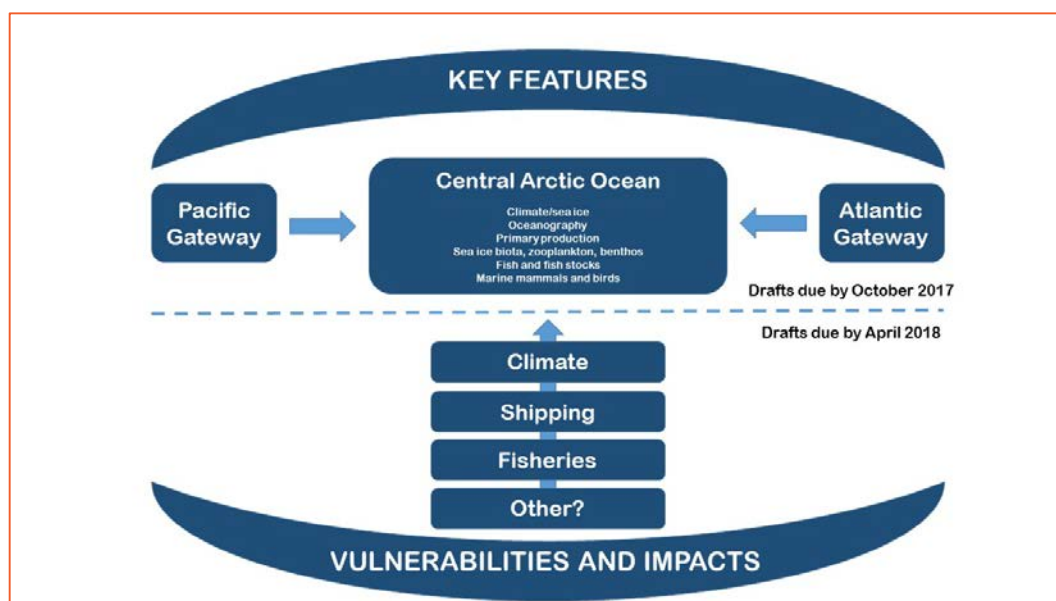 KEY FEATURES
Pacific
Gateway
Central Arctic Ocean
Climate/sea ice
Oceanography
Primary production
Sea ice biota, zooplankton, benthos
Fish and fish stocks
Marine mammals and birds
Atlantic
Gateway
Drafts due by October 2017
Drafts due by April 2018
Climate
Shipping
Fisheries
Other?
VULNERABILITIES AND IMPACTS